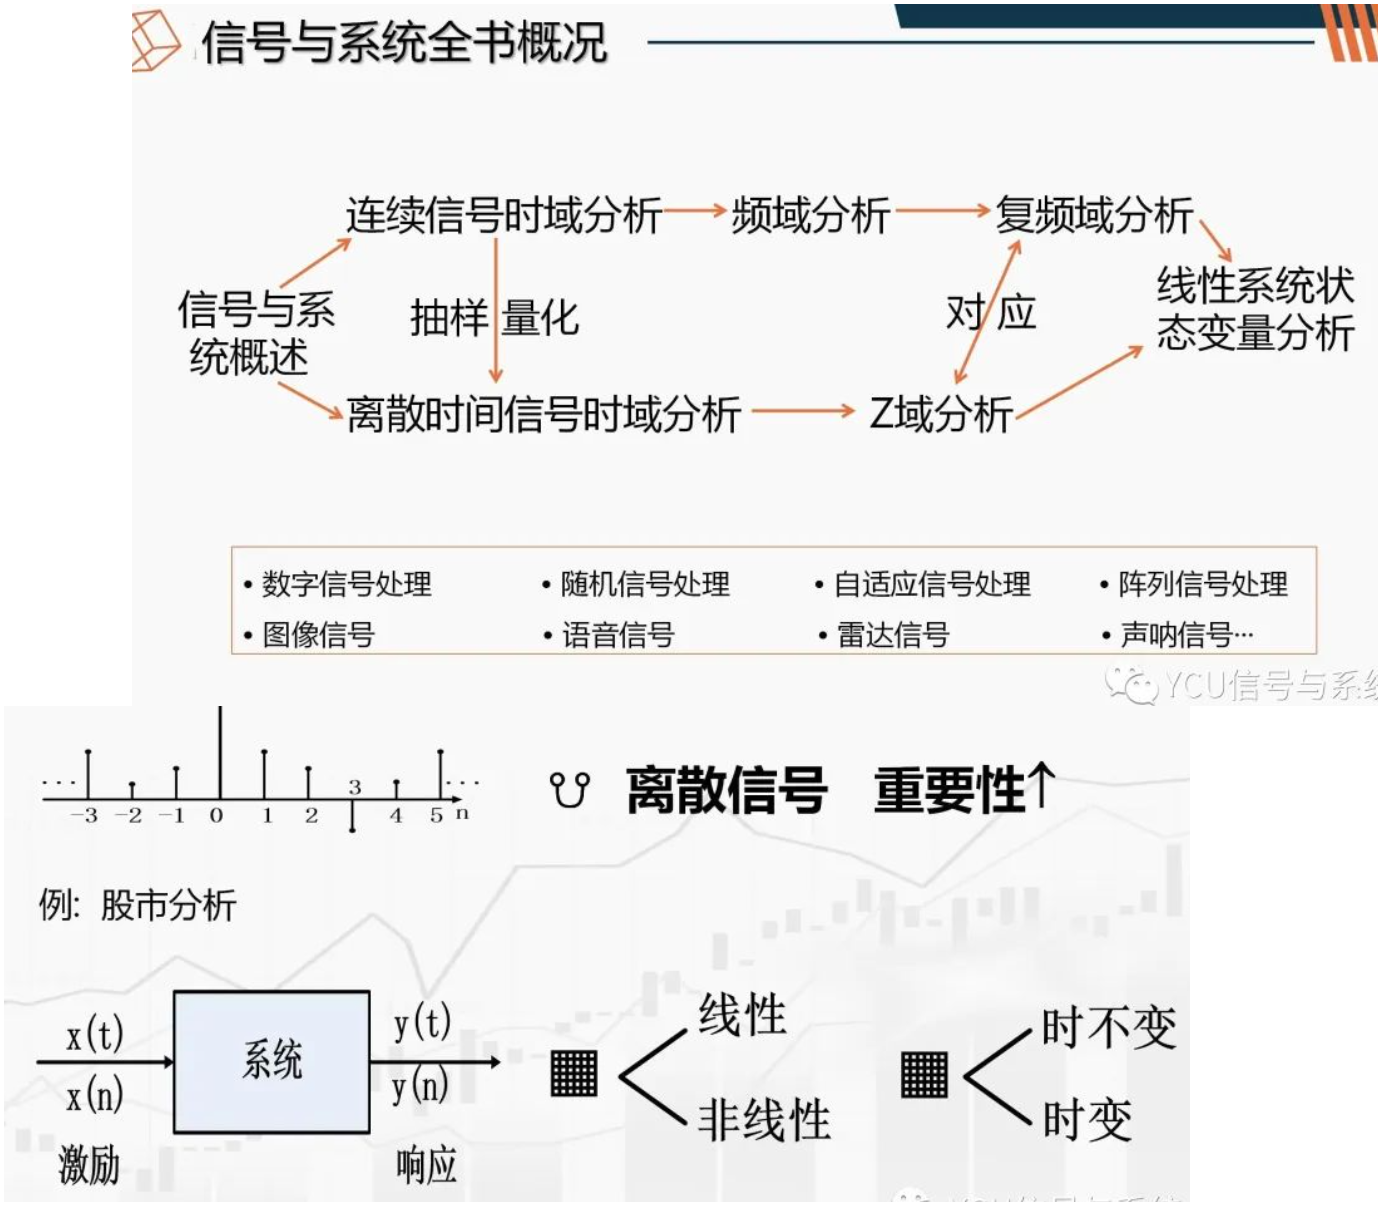 信号与系统全书概况
连续信号时域分析 频域分析 复频域分析
信号与系
统概述
抽样 量化
对 应
线性系统状
态变量分析
离散时间信号时域分析 Z域分析
• 数字信号处理 • 随机信号处理 • 自适应信号处理 • 阵列信号处理
• 图像信号 • 语音信号 • 雷达信号 • 声呐信号…
YCU信号与系统
... ...
3
-3 -2 -1 0 1 2 4 5 n
离散信号 重要性↑
例: 股市分析
x(t)
x(n)
激励
系统
y(t)
y(n)
响应
线性
非线性
时不变
时变